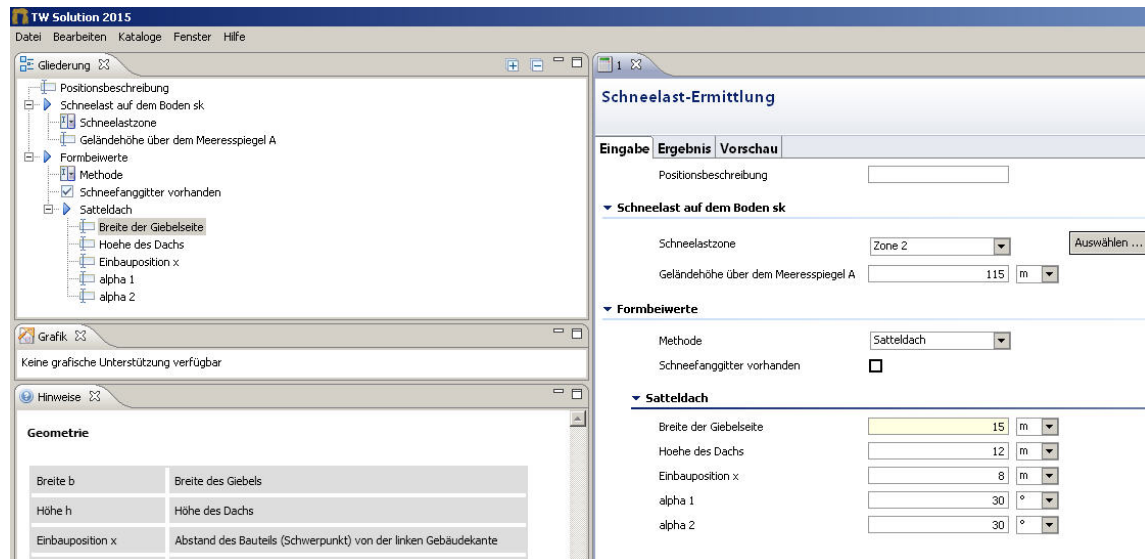 TW Solution 2015
Datei Bearbeiten Kataloge Fenster Hilfe
Gliederung
Positionsbeschreibung
Schneelast auf dem Boden sk
Schneelastzone
Geländehöhe über dem Meeresspiegel A
Formbeiwerte
Methode
Schneefanggitter vorhanden
Satteldach
Breite der Giebelseite
Hoehe des Dachs
Einbauposition x
alpha 1
alpha 2
Grafik
Keine grafische Unterstützung verfügbar
Hinweise
Geometrie
Breite b Breite des Giebels
Höhe h Höhe des Dachs
Einbauposition x Abstand des Bauteils (Schwerpunkt) von der linken Gebäudekante
1
Schneelast-Ermittlung
Eingabe Ergebnis Vorschau
Positionsbeschreibung
Schneelast auf dem Boden sk
Schneelastzone Zone 2 Auswählen ...
Geländehöhe über dem Meeresspiegel A 115 m
Formbeiwerte
Methode Satteldach
Schneefanggitter vorhanden
Satteldach
Breite der Giebelseite 15 m
Hoehe des Dachs 12 m
Einbauposition x 8 m
alpha 1 30 °
alpha 2 30 °